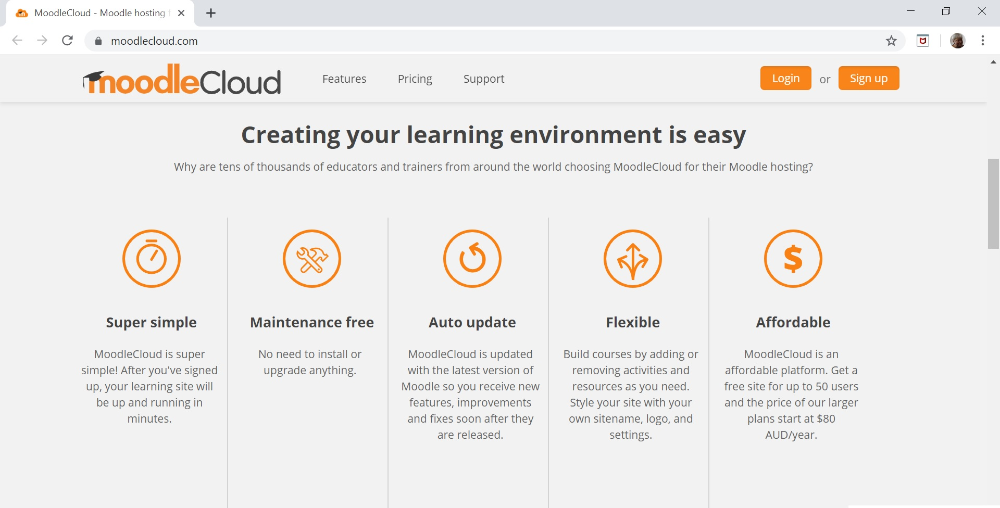 MoodleCloud - Moodle hosting
moodlecloud.com
moodleCloud
Features
Pricing
Support
Login
or
Sign up
Creating your learning environment is easy
Why are tens of thousands of educators and trainers from around the world choosing MoodleCloud for their Moodle hosting?
$
Super simple
MoodleCloud is super
simple! After you've signed
up, your learning site will
be up and running in
minutes.
Maintenance free
No need to install or
upgrade anything.
Auto update
MoodleCloud is updated
with the latest version of
Moodle so you receive new
features, improvements
and fixes soon after they
are released.
Flexible
Build courses by adding or
removing activities and
resources as you need.
Style your site with your
own sitename, logo, and
settings.
Affordable
MoodleCloud is an
affordable platform. Get a
free site for up to 50 users
and the price of our larger
plans start at $80
AUD/year.